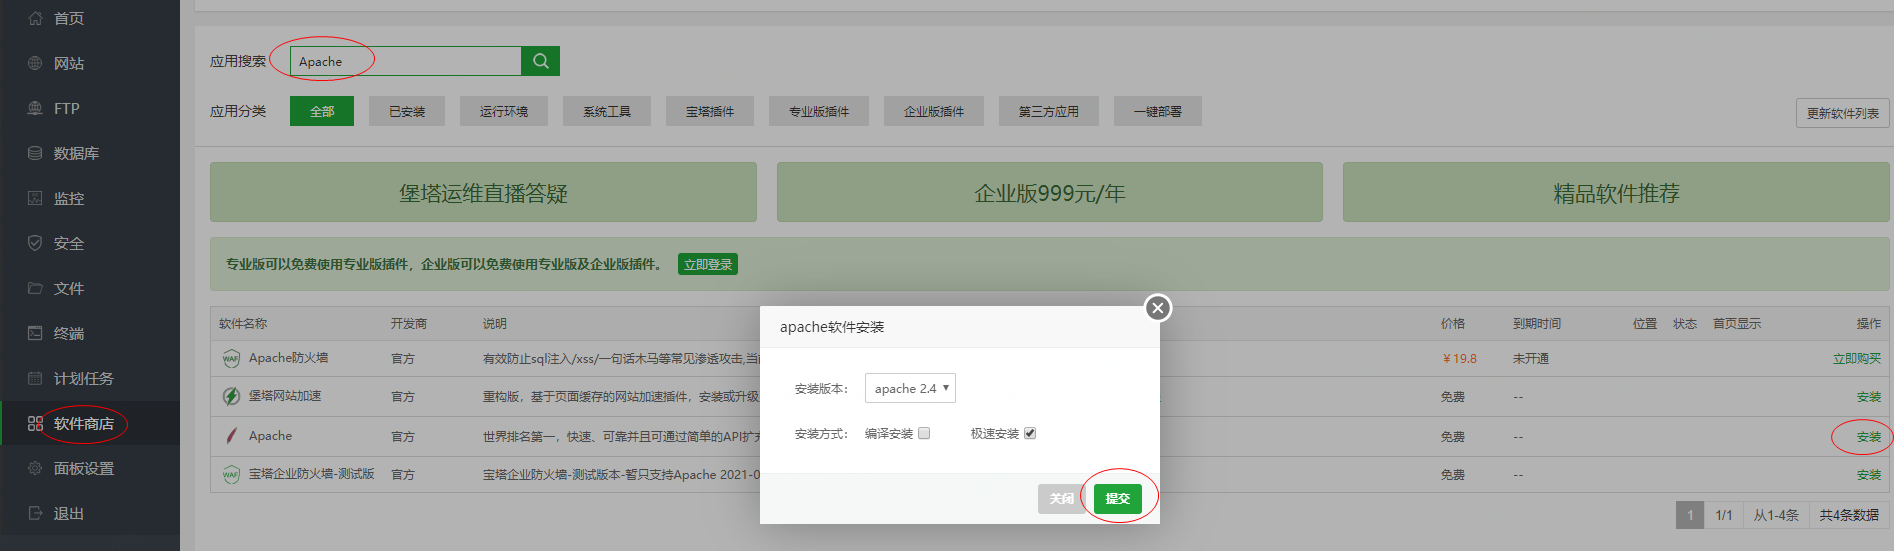 首页
网站
FTP
数据库
监控
安全
文件
终端
计划任务
软件商店
面板设置
退出
应用搜索 Apache
应用分类 全部 已安装 运行环境 系统工具 宝塔插件 专业版插件 企业版插件 第三方应用 一键部署
更新软件列表
堡塔运维直播答疑 企业版999元/年 精品软件推荐
专业版可以免费使用专业版插件，企业版可以免费使用专业版及企业版插件。 立即登录
软件名称 开发商 说明 价格 到期时间 位置 状态 首页显示 操作
WAF Apache防火墙 官方 有效防止sql注入/xss/一句话木马等常见渗透攻击,当 ￥19.8 未开通 立即购买
堡塔网站加速 官方 重构版，基于页面缓存的网站加速插件，安装或升级 免费 -- 安装
Apache 官方 世界排名第一，快速、可靠并且可通过简单的API扩 免费 -- 安装
WAF 宝塔企业防火墙-测试版 官方 宝塔企业防火墙-测试版本-暂只支持Apache 2021-0 免费 -- 安装
1 1/1 从1-4条 共4条数据
apache软件安装
安装版本： apache 2.4
安装方式： 编译安装 极速安装
关闭 提交